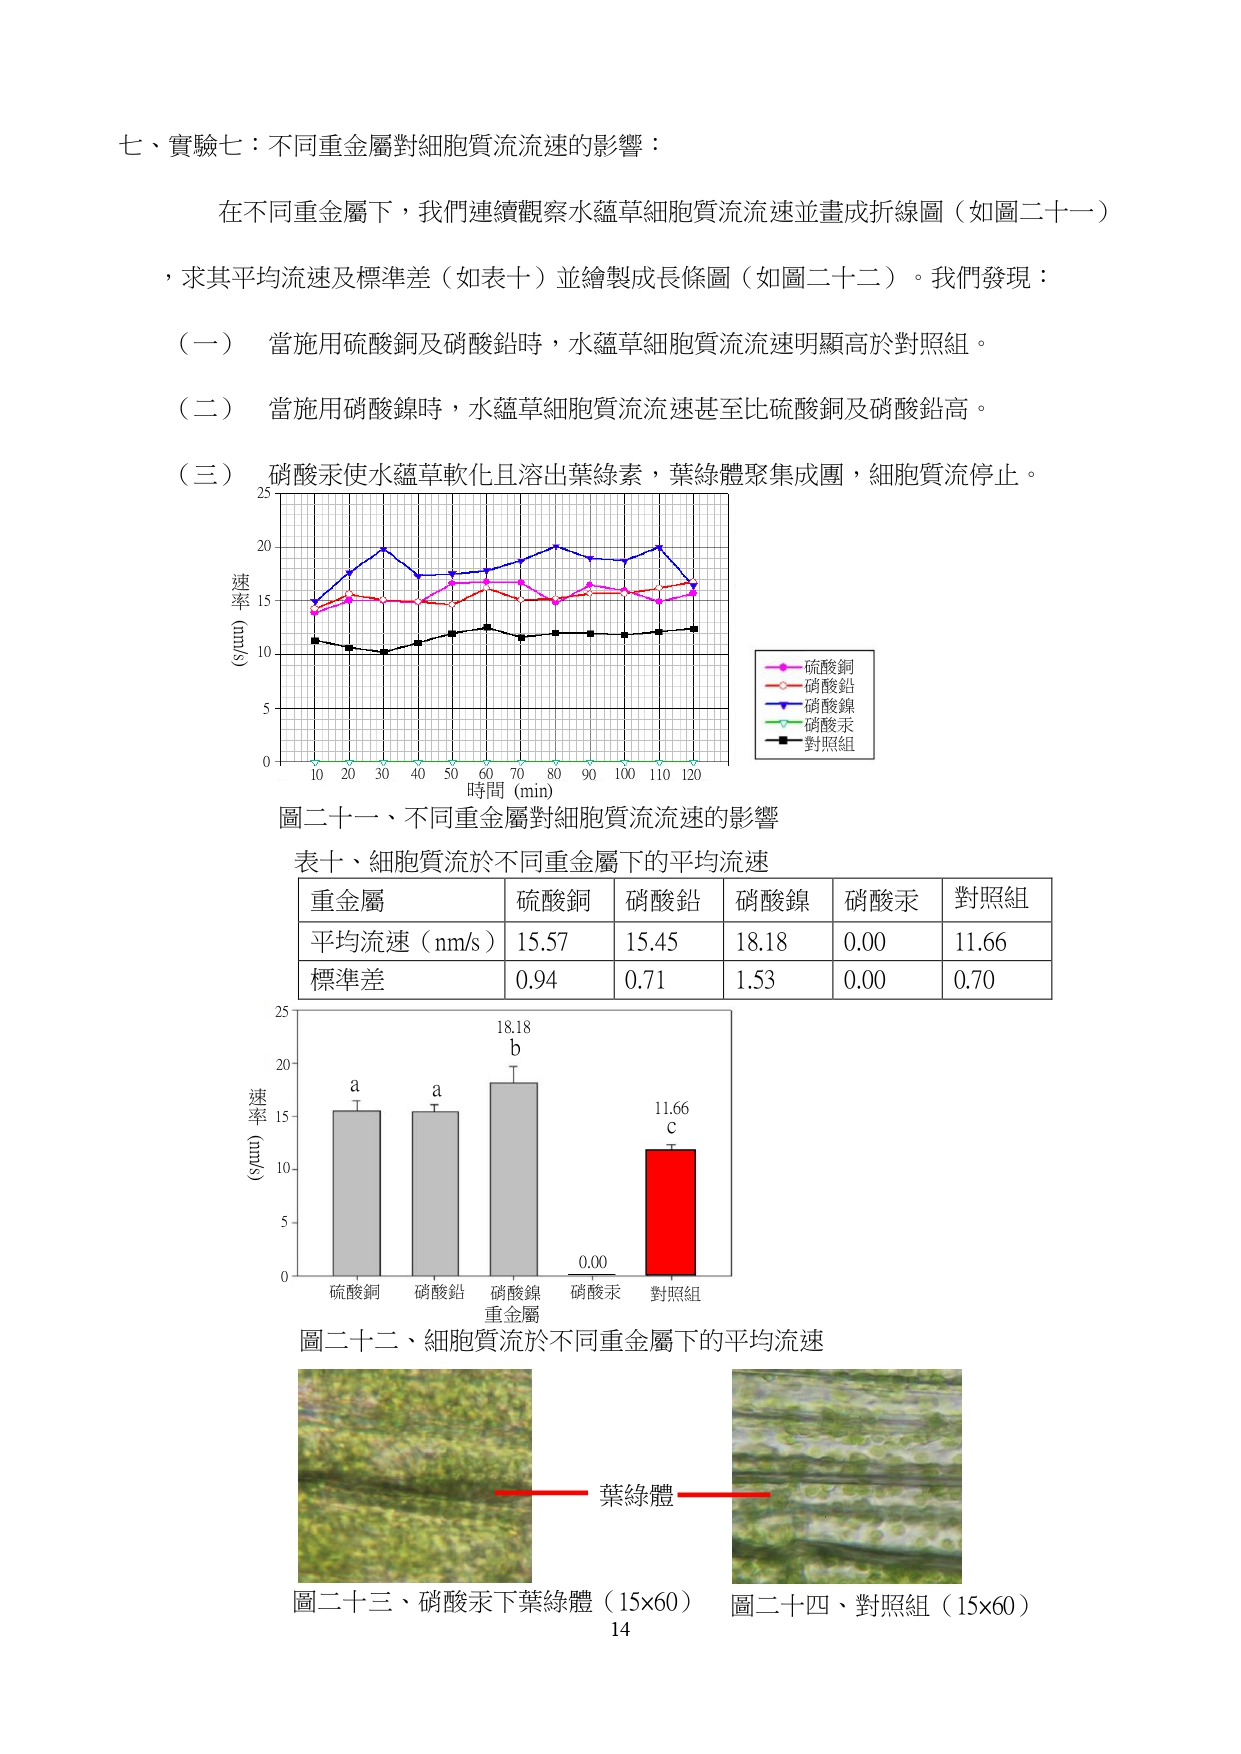 七、實驗七：不同重金屬對細胞質流流速的影響：
在不同重金屬下，我們連續觀察水蘊草細胞質流流速並畫成折線圖（如圖二十一）
，求其平均流速及標準差（如表十）並繪製成長條圖（如圖二十二）。我們發現：
（一） 當施用硫酸銅及硝酸鉛時，水蘊草細胞質流流速明顯高於對照組。
（二） 當施用硝酸鎳時，水蘊草細胞質流流速甚至比硫酸銅及硝酸鉛高。
（三） 硝酸汞使水蘊草軟化且溶出葉綠素，葉綠體聚集成團，細胞質流停止。
25
20
15
10
5
0
速率 (nm/s)
10 20 30 40 50 60 70 80 90 100 110 120
時間 (min)
硫酸銅
硝酸鉛
硝酸鎳
硝酸汞
對照組
圖二十一、不同重金屬對細胞質流流速的影響
表十、細胞質流於不同重金屬下的平均流速
重金屬 硫酸銅 硝酸鉛 硝酸鎳 硝酸汞 對照組
平均流速（nm/s） 15.57 15.45 18.18 0.00 11.66
標準差 0.94 0.71 1.53 0.00 0.70
25
20
15
10
5
0
速率 (nm/s)
a
a
18.18
b
0.00
11.66
c
硫酸銅 硝酸鉛 硝酸鎳 硝酸汞 對照組
重金屬
圖二十二、細胞質流於不同重金屬下的平均流速
葉綠體
圖二十三、硝酸汞下葉綠體（15×60） 圖二十四、對照組（15×60）
14